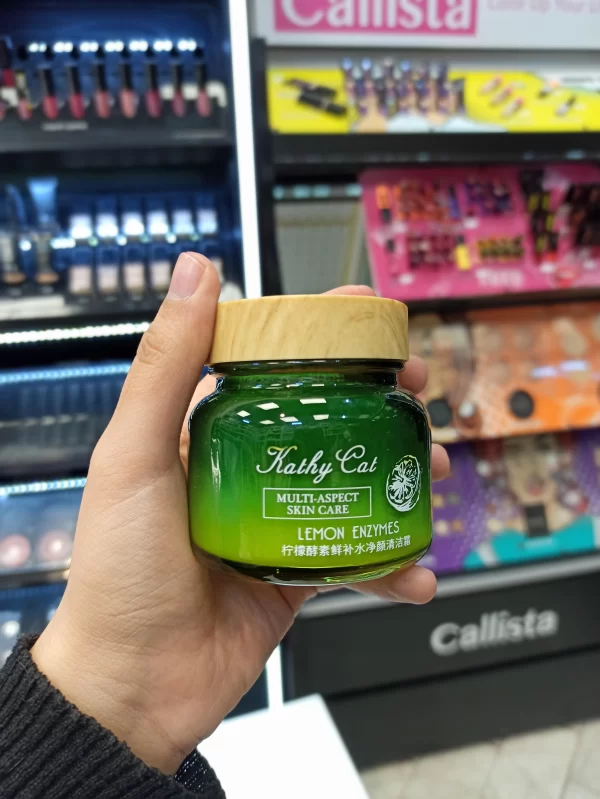 Callista
Kathy Cat
MULTI-ASPECT
SKIN CARE
LEMON ENZYMES
柠檬酵素鲜补水净颜清洁霜
Callista